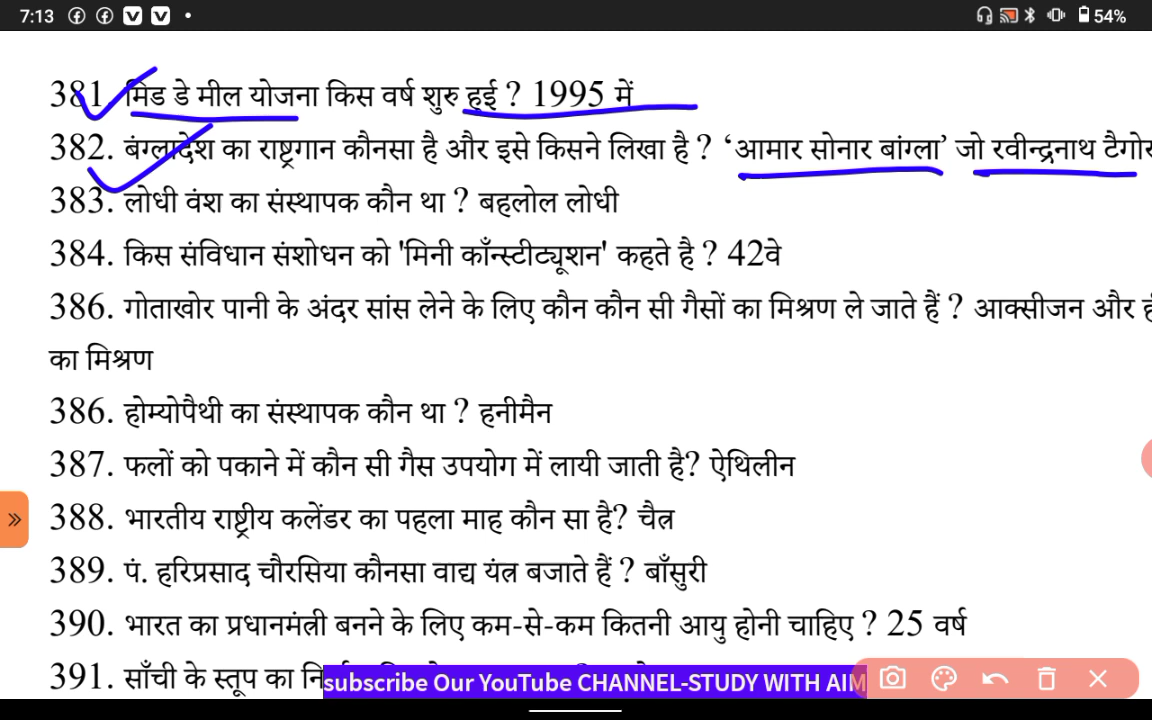 7:13 54%
381. मिड डे मील योजना किस वर्ष शुरु हुई ? 1995 में
382. बंग्लादेश का राष्ट्रगान कौनसा है और इसे किसने लिखा है ? ‘आमार सोनार बांग्ला’ जो रवीन्द्रनाथ टैगोर
383. लोधी वंश का संस्थापक कौन था ? बहलोल लोधी
384. किस संविधान संशोधन को 'मिनी काँन्स्टीट्यूशन' कहते है ? 42वे
386. गोताखोर पानी के अंदर सांस लेने के लिए कौन कौन सी गैसों का मिश्रण ले जाते हैं ? आक्सीजन और
का मिश्रण
386. होम्योपैथी का संस्थापक कौन था ? हनीमैन
387. फलों को पकाने में कौन सी गैस उपयोग में लायी जाती है? ऐथिलीन
388. भारतीय राष्ट्रीय कलेंडर का पहला माह कौन सा है? चैत्र
389. पं. हरिप्रसाद चौरसिया कौनसा वाद्य यंत्र बजाते हैं ? बाँसुरी
390. भारत का प्रधानमंत्री बनने के लिए कम-से-कम कितनी आयु होनी चाहिए ? 25 वर्ष
391. साँची के स्तूप का
subscribe Our YouTube CHANNEL-STUDY WITH AIM